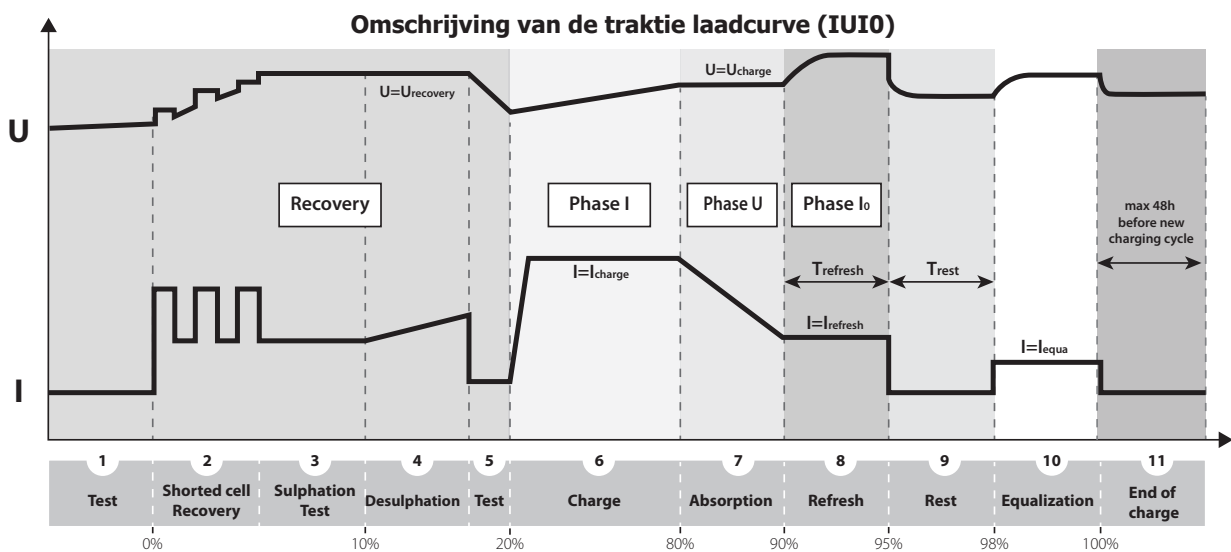 Omschrijving van de traktie laadcurve (IUI0)
U
U=Urecovery
U=Ucharge
Recovery
Phase I
Phase U
Phase I0
max 48h
before new
charging cycle
I=Icharge
Trefresh
Trest
I=Irefresh
I=Iequa
I
1
2
3
4
5
6
7
8
9
10
11
Test
Shorted cell
Recovery
Sulphation
Test
Desulphation
Test
Charge
Absorption
Refresh
Rest
Equalization
End of
charge
0%
10%
20%
80%
90%
95%
98%
100%